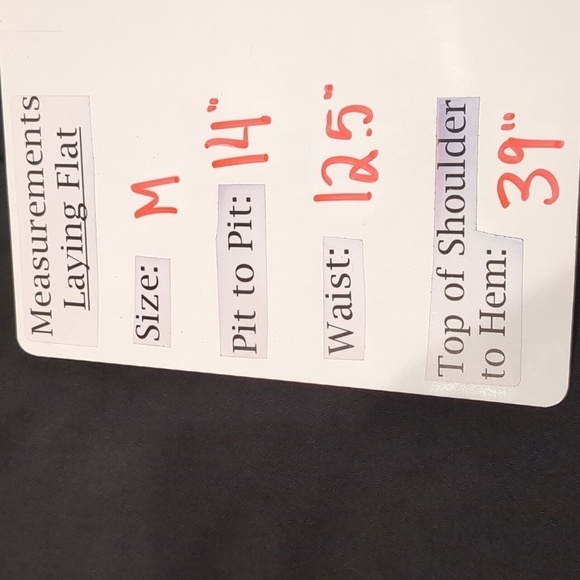 Measurements
Laying Flat
Size: M
Pit to Pit: 14"
Waist: 12.5"
Top of Shoulder
to Hem: 39"